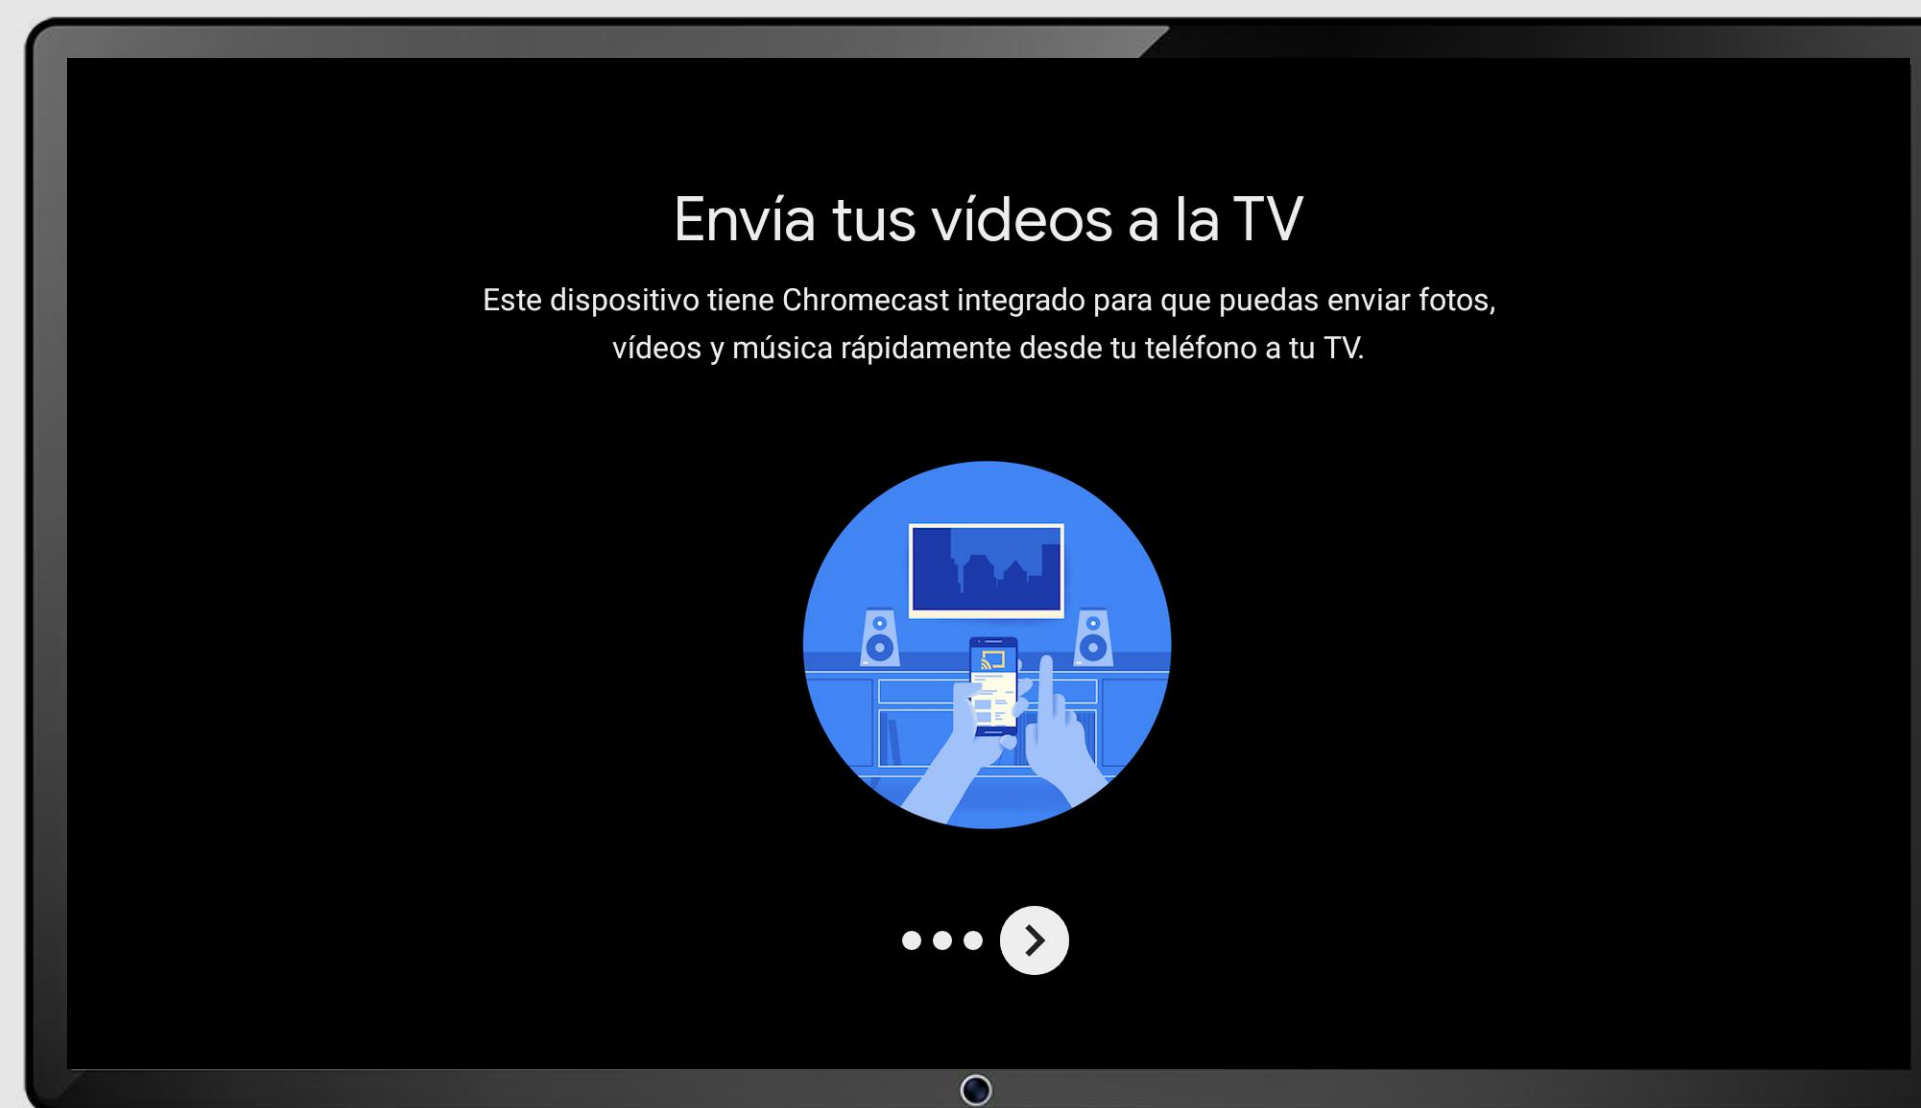 Envía tus vídeos a la TV
Este dispositivo tiene Chromecast integrado para que puedas enviar fotos,
vídeos y música rápidamente desde tu teléfono a tu TV.